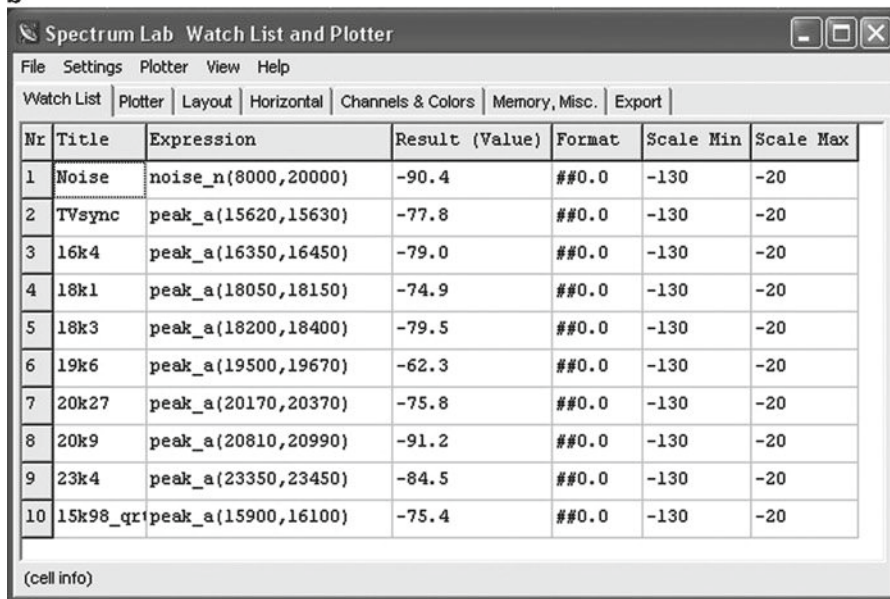 Spectrum Lab Watch List and Plotter
File Settings Plotter View Help
Watch List Plotter Layout Horizontal Channels & Colors Memory, Misc. Export
Nr Title Expression Result (Value) Format Scale Min Scale Max
1 Noise noise_n(8000,20000) -90.4 ##0.0 -130 -20
2 TVsync peak_a(15620,15630) -77.8 ##0.0 -130 -20
3 16k4 peak_a(16350,16450) -79.0 ##0.0 -130 -20
4 18k1 peak_a(18050,18150) -74.9 ##0.0 -130 -20
5 18k3 peak_a(18200,18400) -79.5 ##0.0 -130 -20
6 19k6 peak_a(19500,19670) -62.3 ##0.0 -130 -20
7 20k27 peak_a(20170,20370) -75.8 ##0.0 -130 -20
8 20k9 peak_a(20810,20990) -91.2 ##0.0 -130 -20
9 23k4 peak_a(23350,23450) -84.5 ##0.0 -130 -20
10 peak_a(15900,16100) -75.4 ##0.0 -130 -20
(cell info)